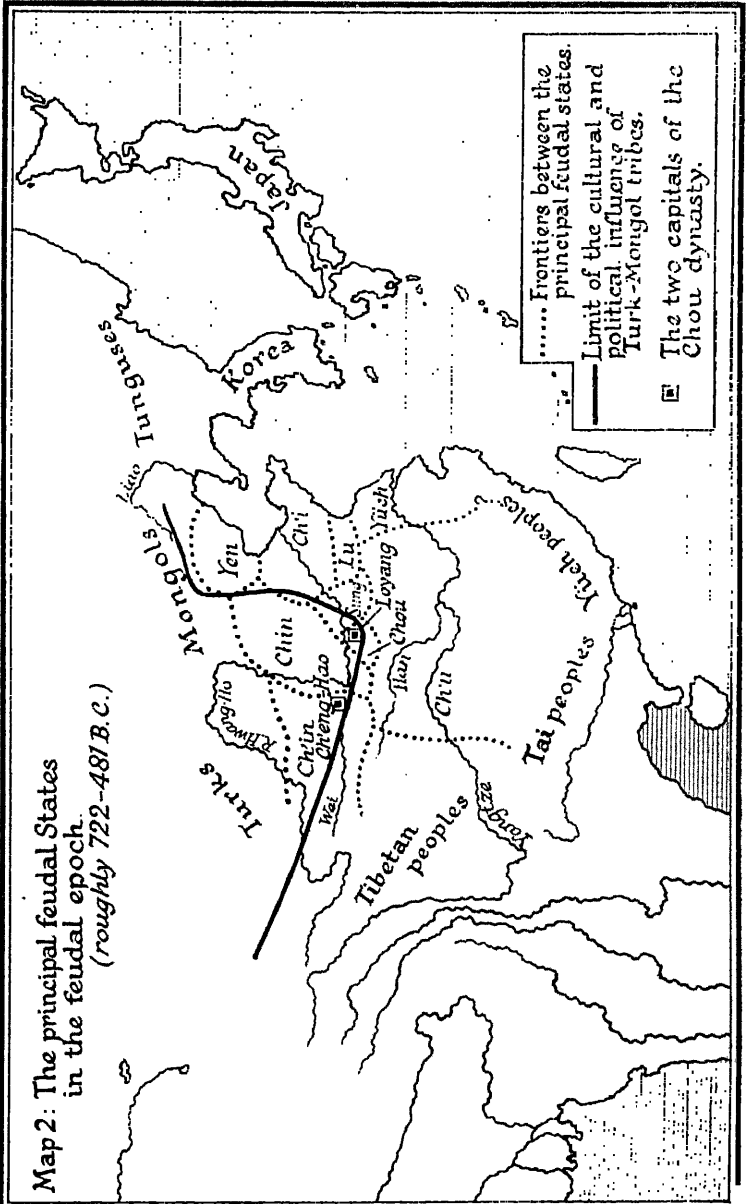 Map 2: The principal feudal States
in the feudal epoch.
(roughly 722-481 B.C.)
Turks
Mongols
Tunguses
Liao
Korea
Japan
R. Hwang-Ho
Yen
Chin
Ch'in
Ch'i
Ch'eng-Hao
Lu
Yüeh
Loyang
Chou
Wei
Han
Ch'u
Tibetan
peoples
Yangtze
Tai peoples
Yüeh peoples
?
Frontiers between the
principal feudal states.
Limit of the cultural and
political influence of
Turk-Mongol tribes.
The two capitals of the
Chou dynasty.